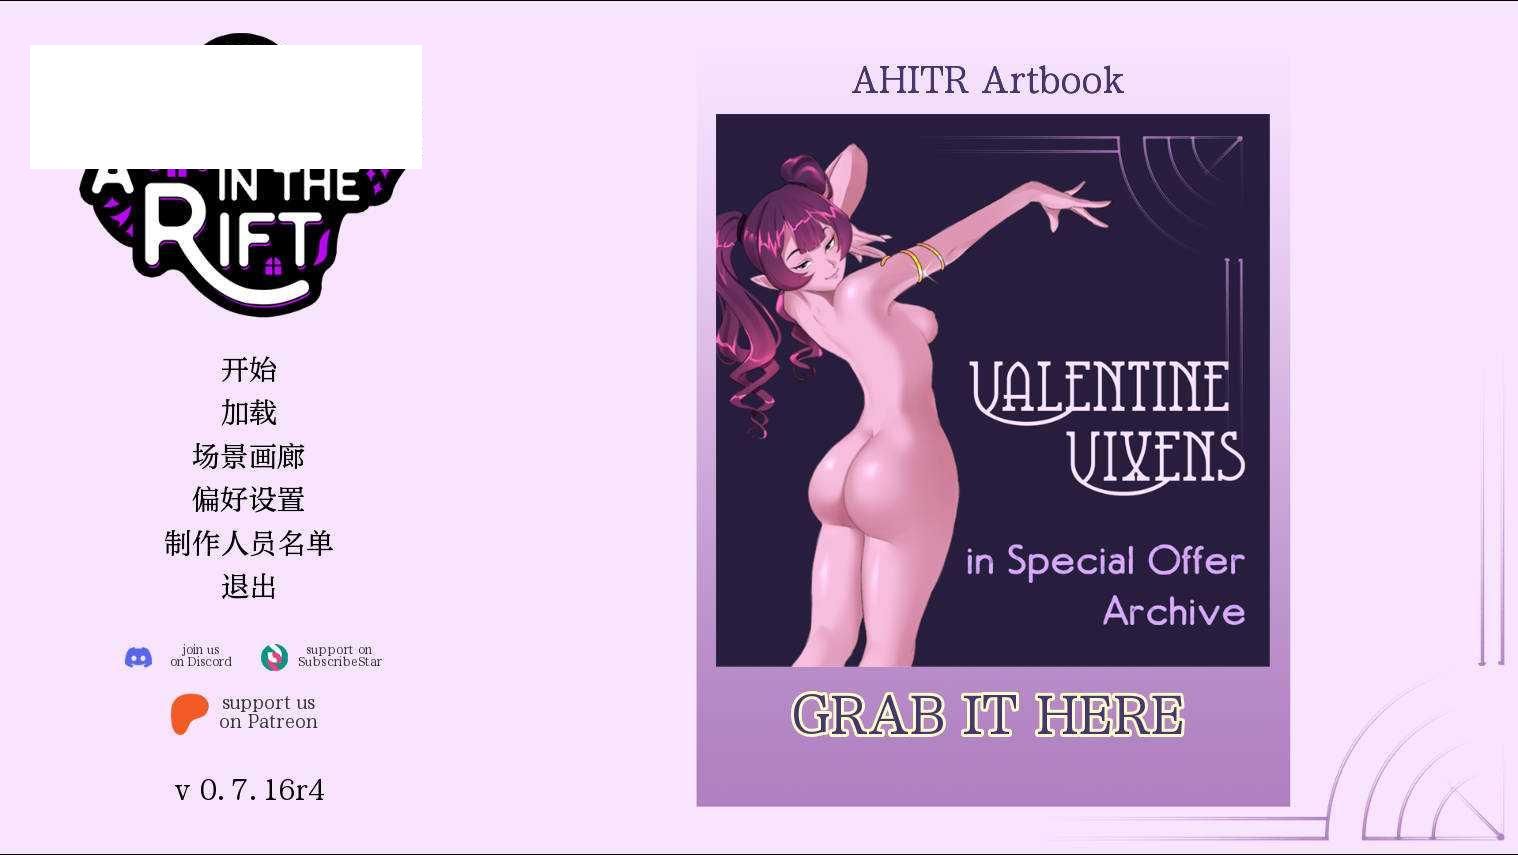 A IN THE
RIFT
开始
加载
场景画廊
偏好设置
制作人员名单
退出
join us
on Discord
support on
SubscribeStar
support us
on Patreon
v 0.7.16r4
AHITR Artbook
VALENTINE
VIXENS
in Special Offer
Archive
GRAB IT HERE